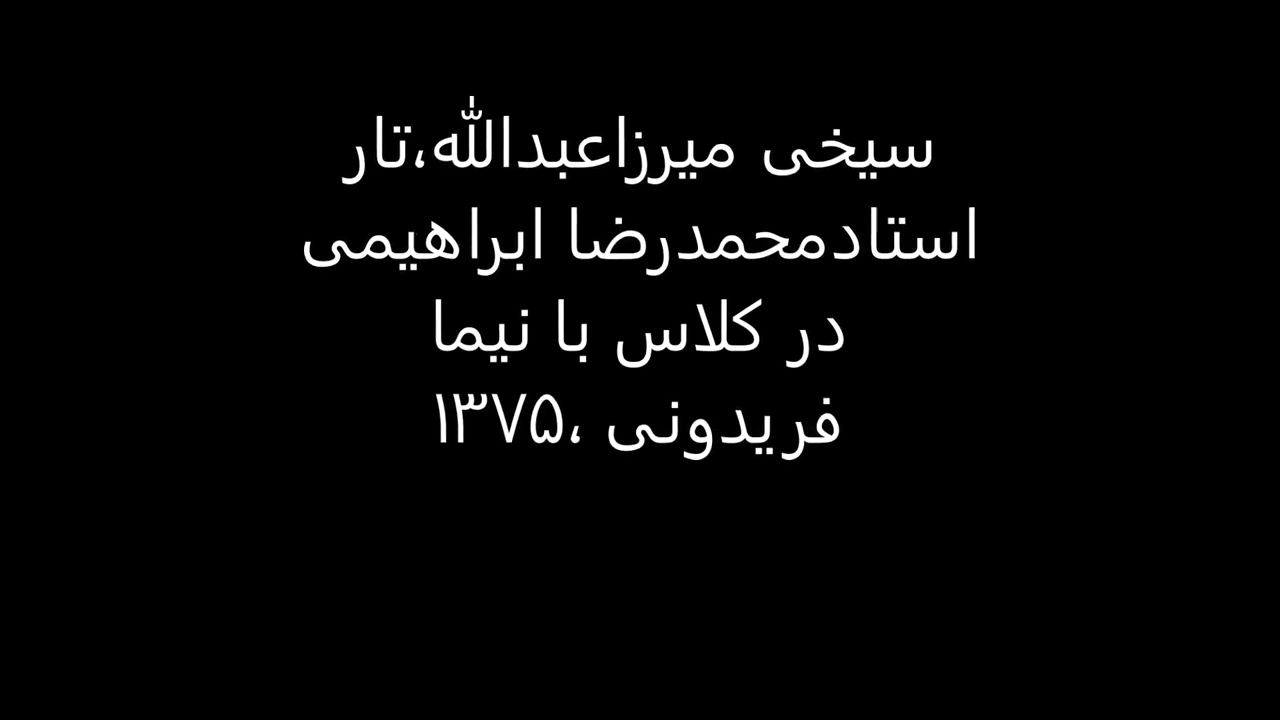 سیخی میرزاعبدالله،تار
استادمحمدرضا ابراهیمی
در کلاس با نیما
فریدونی ،۱۳۷۵